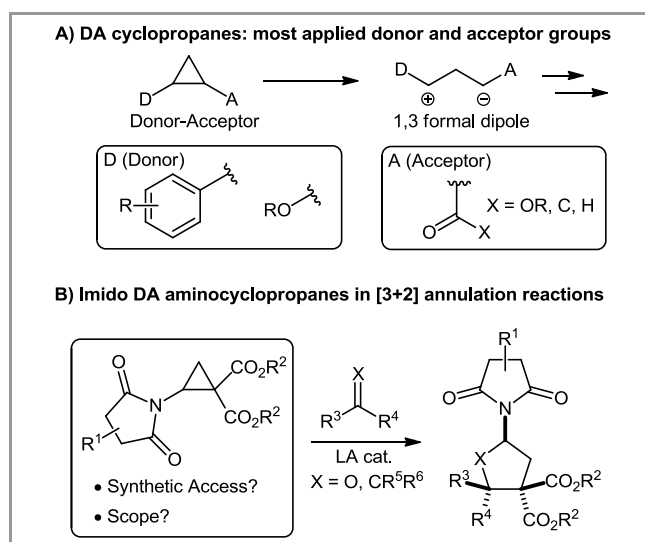 A) DA cyclopropanes: most applied donor and acceptor groups
D
A
D
A
⊕
⊖
Donor-Acceptor
1,3 formal dipole
D (Donor)
R
RO
A (Acceptor)
O
X
X = OR, C, H
B) Imido DA aminocyclopropanes in [3+2] annulation reactions
O
N
CO₂R²
CO₂R²
R¹
O
• Synthetic Access?
• Scope?
X
R³
R⁴
LA cat.
X = O, CR⁵R⁶
R¹
O
N
O
X
R³
R⁴
CO₂R²
CO₂R²